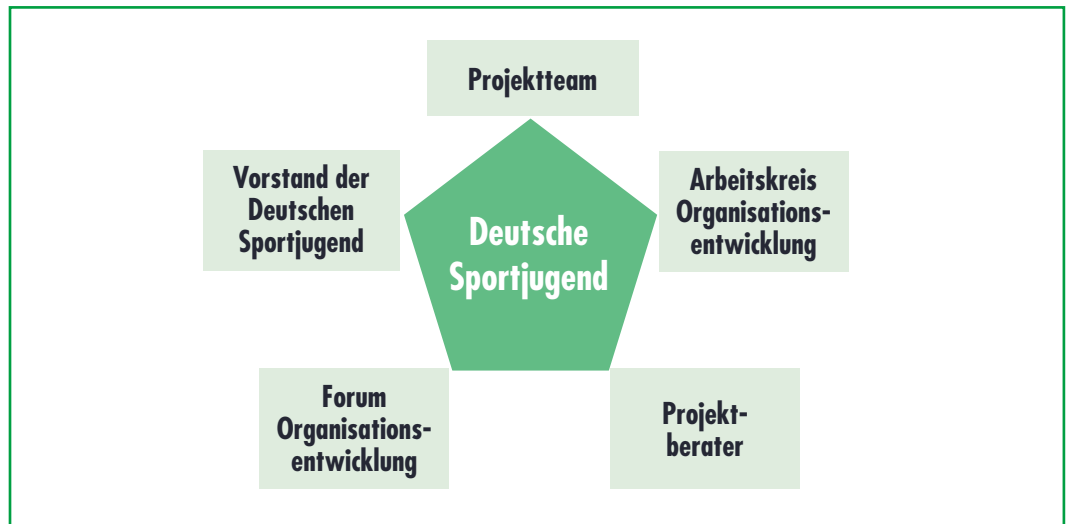 Projektteam
Vorstand der
Deutschen
Sportjugend
Arbeitskreis
Organisations-
entwicklung
Deutsche
Sportjugend
Forum
Organisations-
entwicklung
Projekt-
berater